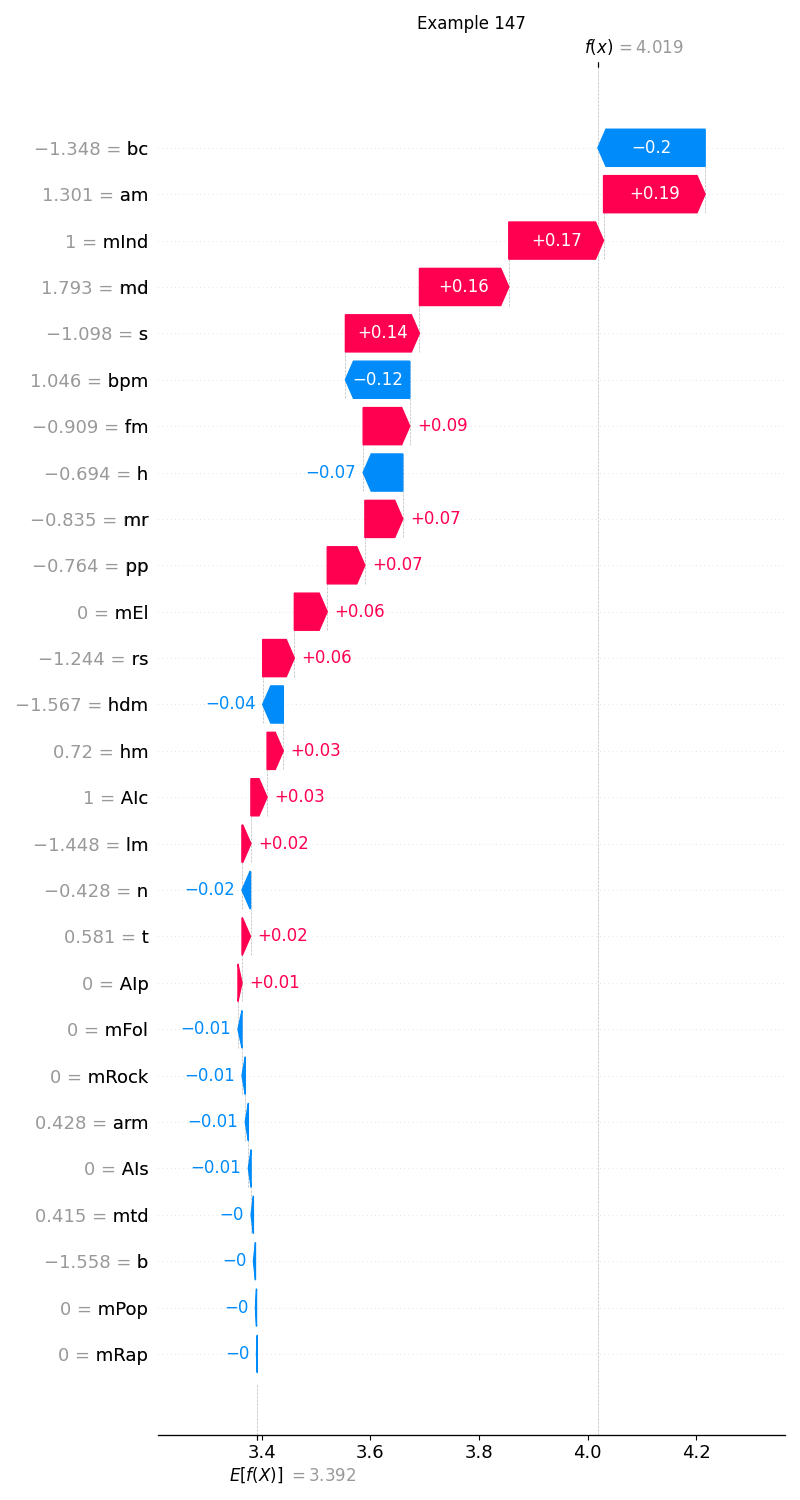 Example 147
f(x) = 4.019
−1.348 = bc −0.2
1.301 = am +0.19
1 = mInd +0.17
1.793 = md +0.16
−1.098 = s +0.14
1.046 = bpm −0.12
−0.909 = fm +0.09
−0.694 = h −0.07
−0.835 = mr +0.07
−0.764 = pp +0.07
0 = mEl +0.06
−1.244 = rs +0.06
−1.567 = hdm −0.04
0.72 = hm +0.03
1 = AIc +0.03
−1.448 = lm +0.02
−0.428 = n −0.02
0.581 = t +0.02
0 = AIp +0.01
0 = mFol −0.01
0 = mRock −0.01
0.428 = arm −0.01
0 = AIs −0.01
0.415 = mtd −0
−1.558 = b −0
0 = mPop −0
0 = mRap −0
3.4 3.6 3.8 4.0 4.2
E[f(X)] = 3.392